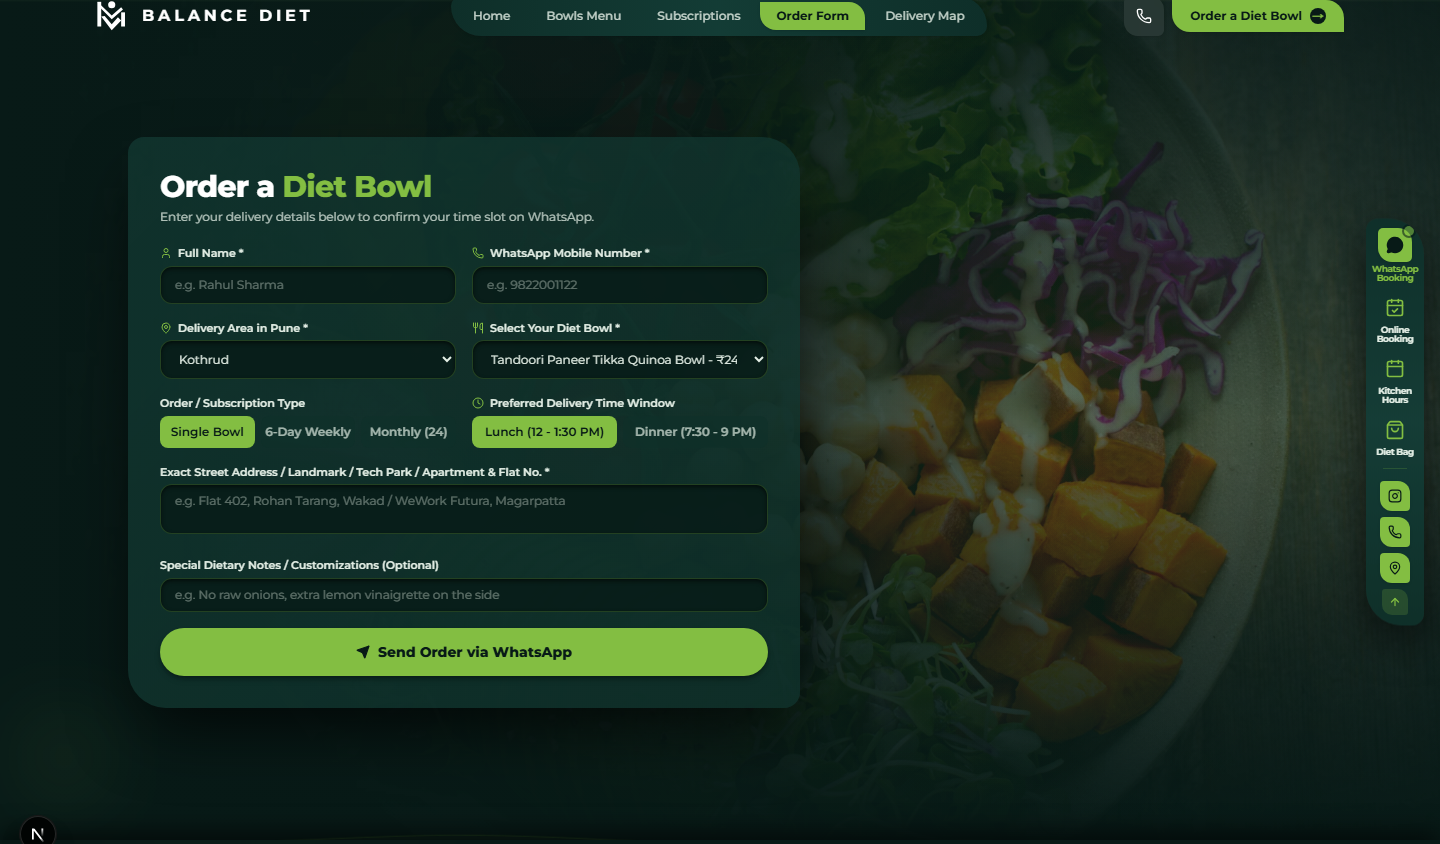 BALANCE DIET
Home
Bowls Menu
Subscriptions
Order Form
Delivery Map
Order a Diet Bowl
Order a Diet Bowl
Enter your delivery details below to confirm your time slot on WhatsApp.
Full Name *
WhatsApp Mobile Number *
e.g. Rahul Sharma
e.g. 9822001122
Delivery Area in Pune *
Select Your Diet Bowl *
Kothrud
Tandoori Paneer Tikka Quinoa Bowl - ₹24
Order / Subscription Type
Preferred Delivery Time Window
Single Bowl
6-Day Weekly
Monthly (24)
Lunch (12 - 1:30 PM)
Dinner (7:30 - 9 PM)
Exact Street Address / Landmark / Tech Park / Apartment & Flat No. *
e.g. Flat 402, Rohan Tarang, Wakad / WeWork Futura, Magarpatta
Special Dietary Notes / Customizations (Optional)
e.g. No raw onions, extra lemon vinaigrette on the side
Send Order via WhatsApp
WhatsApp
Booking
Online
Booking
Kitchen
Hours
Diet Bag
N